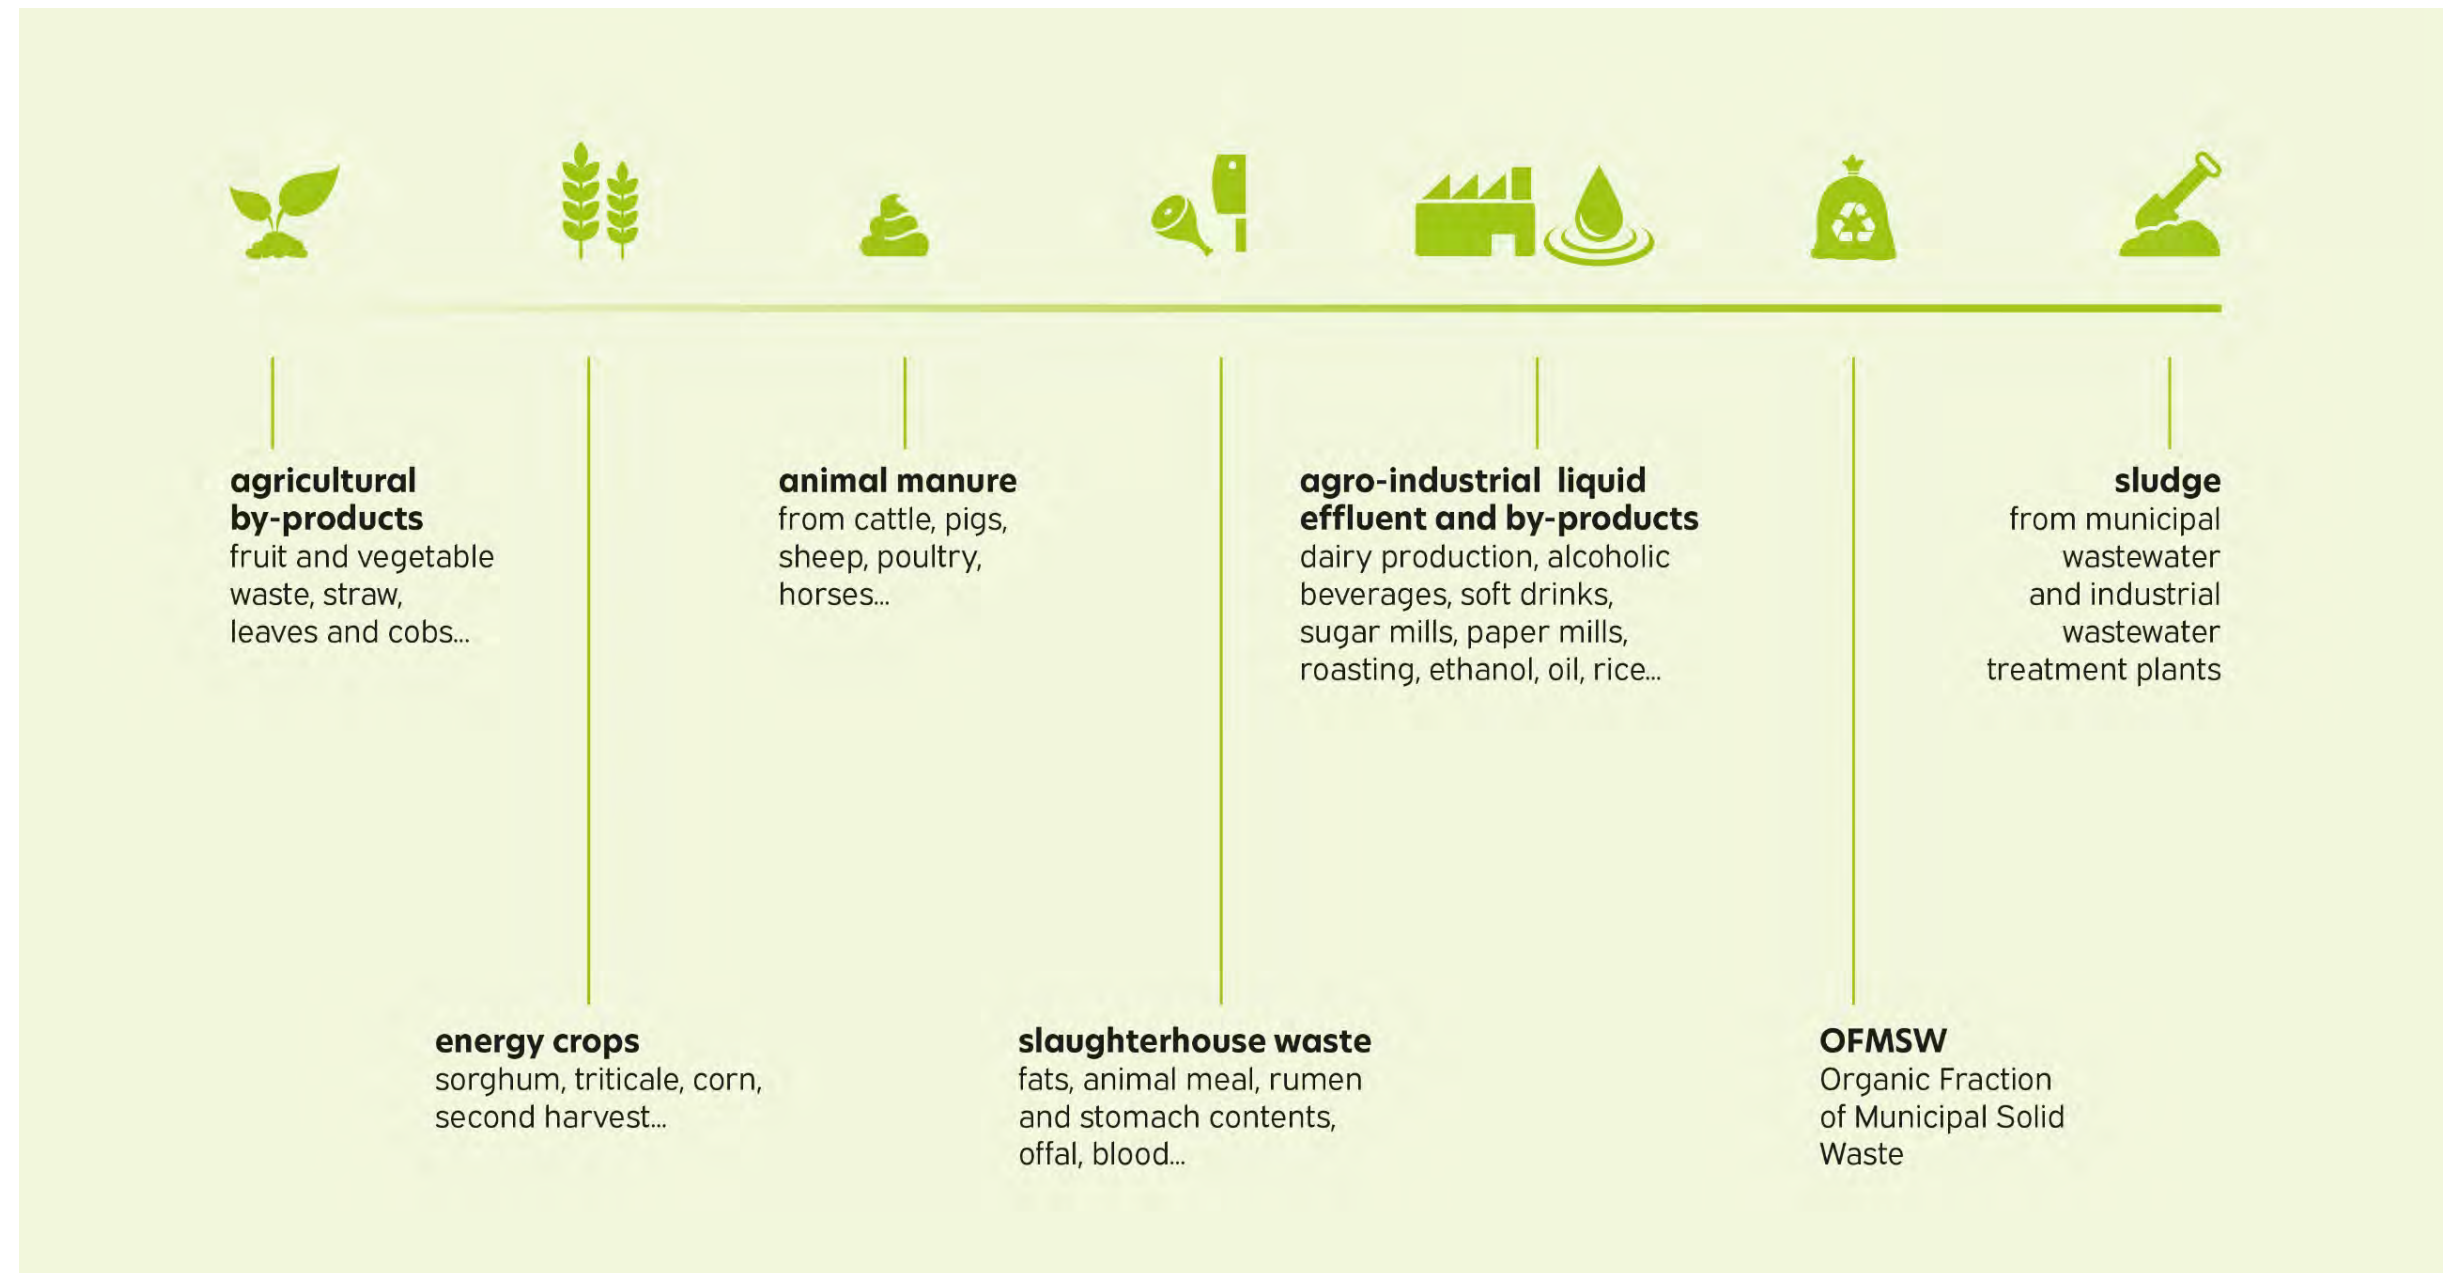 agricultural
by-products
fruit and vegetable
waste, straw,
leaves and cobs...
energy crops
sorghum, triticale, corn,
second harvest...
animal manure
from cattle, pigs,
sheep, poultry,
horses...
slaughterhouse waste
fats, animal meal, rumen
and stomach contents,
offal, blood...
agro-industrial liquid
effluent and by-products
dairy production, alcoholic
beverages, soft drinks,
sugar mills, paper mills,
roasting, ethanol, oil, rice...
OFMSW
Organic Fraction
of Municipal Solid
Waste
sludge
from municipal
wastewater
and industrial
wastewater
treatment plants